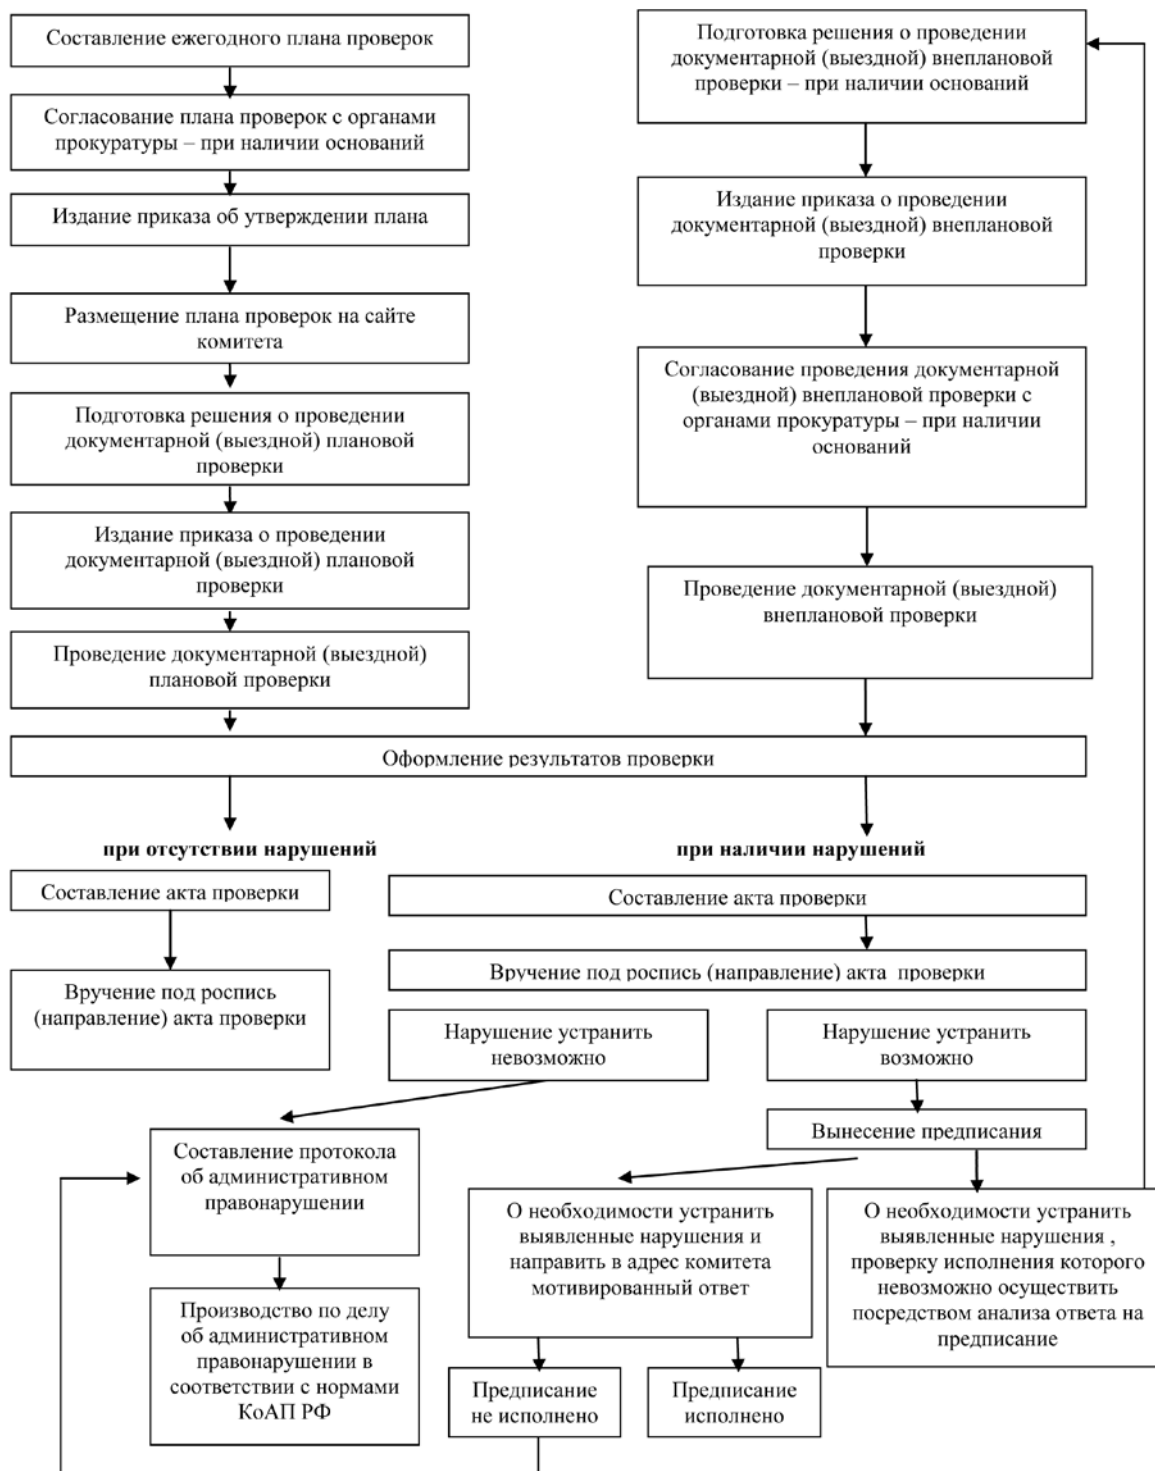 Составление ежегодного плана проверок
Согласование плана проверок с органами
прокуратуры – при наличии оснований
Издание приказа об утверждении плана
Размещение плана проверок на сайте
комитета
Подготовка решения о проведении
документарной (выездной) плановой
проверки
Издание приказа о проведении
документарной (выездной) плановой
проверки
Проведение документарной (выездной)
плановой проверки
Подготовка решения о проведении
документарной (выездной) внеплановой
проверки – при наличии оснований
Издание приказа о проведении
документарной (выездной) внеплановой
проверки
Согласование проведения документарной
(выездной) внеплановой проверки с
органами прокуратуры – при наличии
оснований
Проведение документарной (выездной)
внеплановой проверки
Оформление результатов проверки
при отсутствии нарушений
Составление акта проверки
Вручение под роспись
(направление) акта проверки
при наличии нарушений
Составление акта проверки
Вручение под роспись (направление) акта проверки
Нарушение устранить
невозможно
Нарушение устранить
возможно
Составление протокола
об административном
правонарушении
Производство по делу
об административном
правонарушении в
соответствии с нормами
КоАП РФ
Вынесение предписания
О необходимости устранить
выявленные нарушения и
направить в адрес комитета
мотивированный ответ
О необходимости устранить
выявленные нарушения ,
проверку исполнения которого
невозможно осуществить
посредством анализа ответа на
предписание
Предписание
не исполнено
Предписание
исполнено